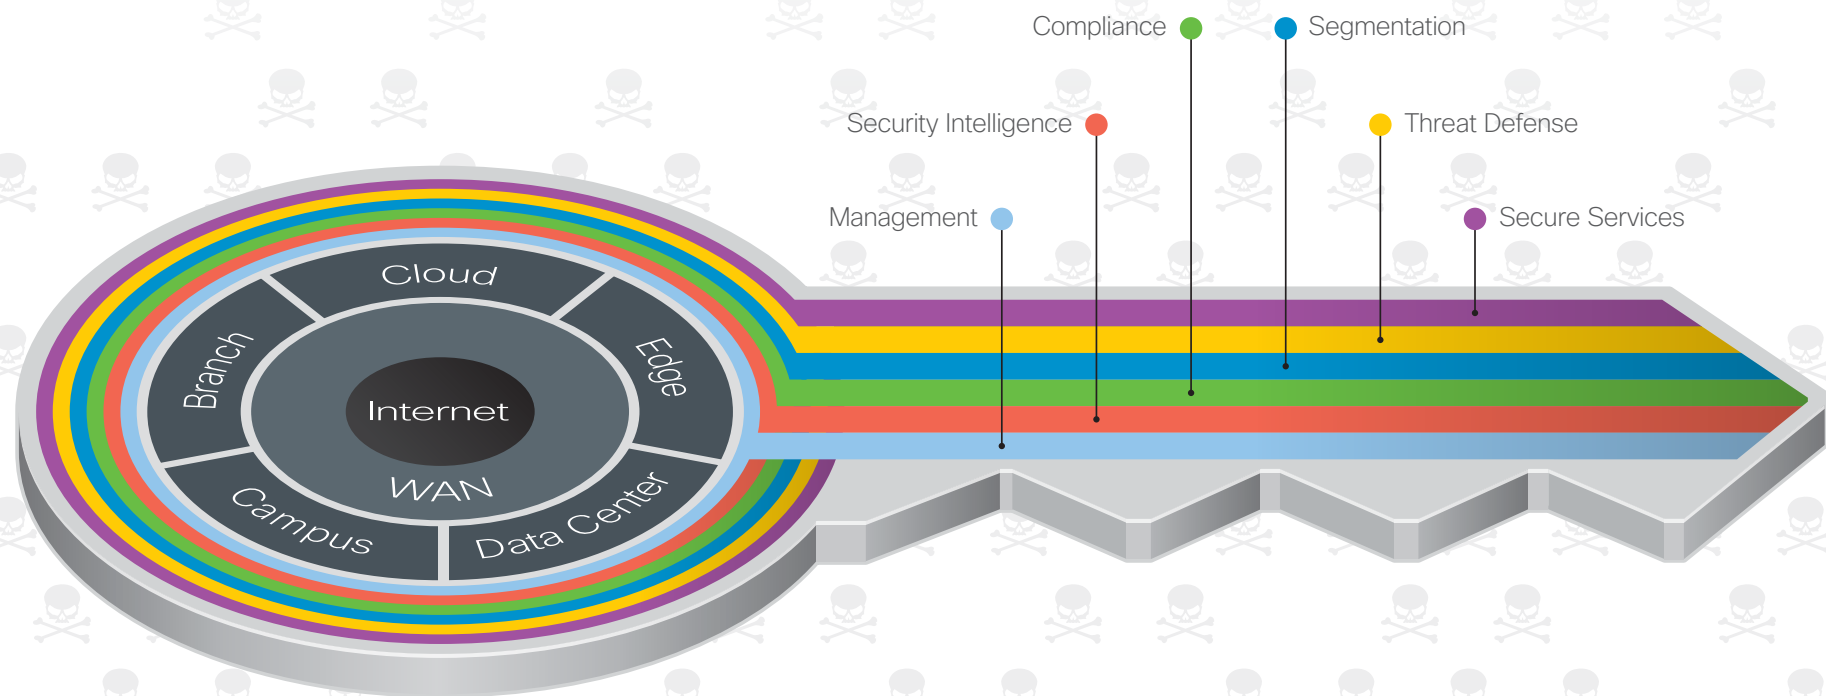 Compliance
Segmentation
Security Intelligence
Threat Defense
Management
Secure Services
Cloud
Branch
Edge
Internet
WAN
Campus
Data Center